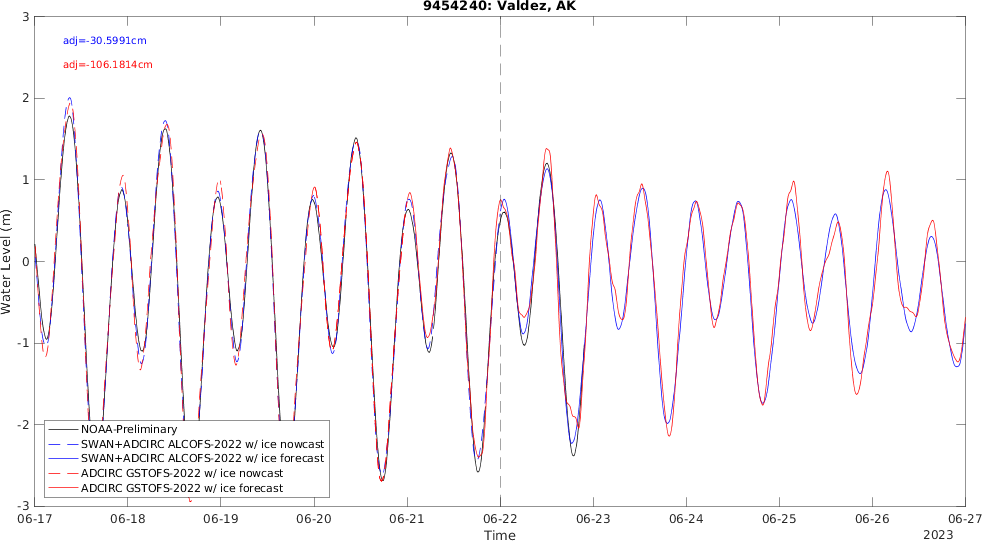 9454240: Valdez, AK
adj=-30.5991cm
adj=-106.1814cm
Water Level (m)
3
2
1
0
-1
-2
-3
NOAA-Preliminary
SWAN+ADCIRC ALCOFS-2022 w/ ice nowcast
SWAN+ADCIRC ALCOFS-2022 w/ ice forecast
ADCIRC GSTOFS-2022 w/ ice nowcast
ADCIRC GSTOFS-2022 w/ ice forecast
06-17 06-18 06-19 06-20 06-21 06-22 06-23 06-24 06-25 06-26 06-27
Time
2023